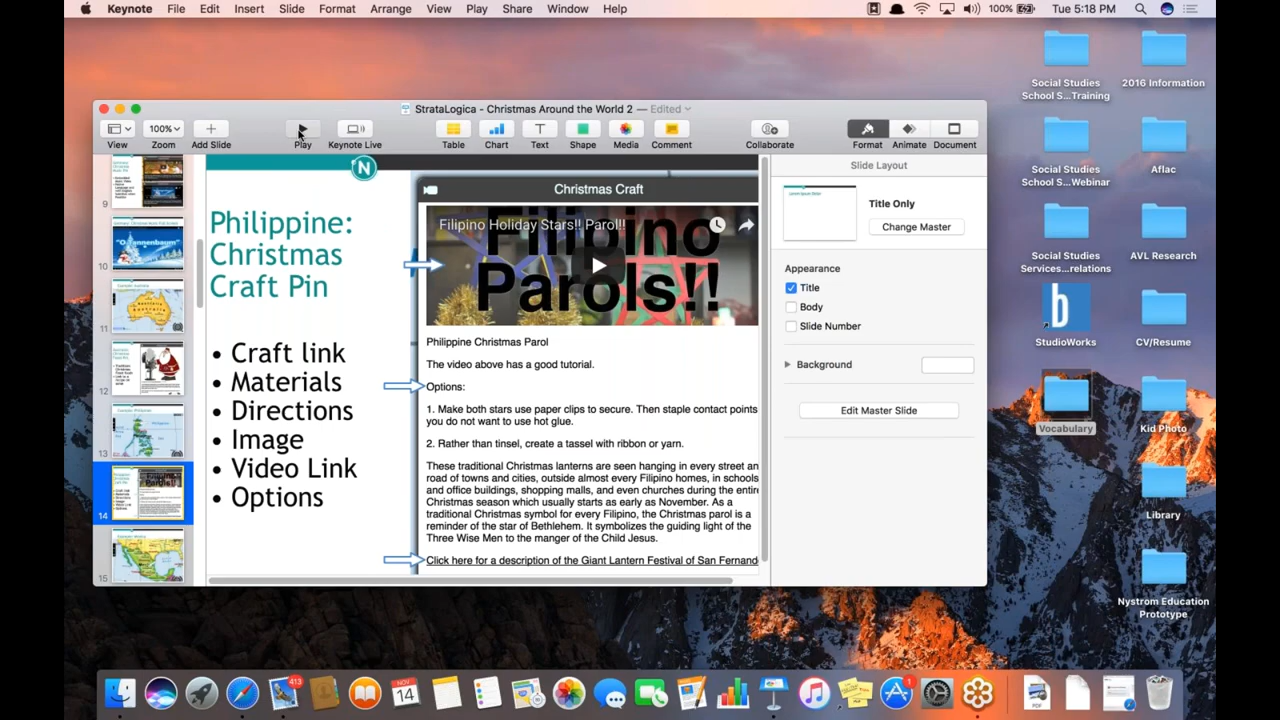 Keynote File Edit Insert Slide Format Arrange View Play Share Window Help 100% Tue 5:18 PM
StrataLogica - Christmas Around the World 2 — Edited
100%
View Zoom Add Slide Play Keynote Live Table Chart Text Shape Media Comment Collaborate Format Animate Document
9
10
"O Tannenbaum"
11
Australia
12
13
14
15
N
Philippine:
Christmas
Craft Pin
• Craft link
• Materials
• Directions
• Image
• Video Link
• Options
Christmas Craft
Filipino Holiday Stars!! Parol!!
Filipino
Parols!!
Philippine Christmas Parol
The video above has a good tutorial.
Options:
1. Make both stars use paper clips to secure. Then staple contact points
you do not want to use hot glue.
2. Rather than tinsel, create a tassel with ribbon or yarn.
These traditional Christmas lanterns are seen hanging in every street an
road of towns and cities, outside almost every Filipino homes, in schools
and office buildings, shopping malls, and even churches during the entir
Christmas season which usually starts as early as November. As a
traditional Christmas symbol for every Filipino, the Christmas parol is a
reminder of the star of Bethlehem. It symbolizes the guiding light of the
Three Wise Men to the manger of the Child Jesus.
Click here for a description of the Giant Lantern Festival of San Fernand
Slide Layout
Title Only
Change Master
Appearance
Title
Body
Slide Number
Background
Edit Master Slide
Social Studies
School S...Training
2016 Information
Social Studies
School S...Webinar
Aflac
Social Studies
Services...relations
AVL Research
b
StudioWorks
CV/Resume
Vocabulary
Kid Photo
Library
Nystrom Education
Prototype
413
NOV
14
1
PDF